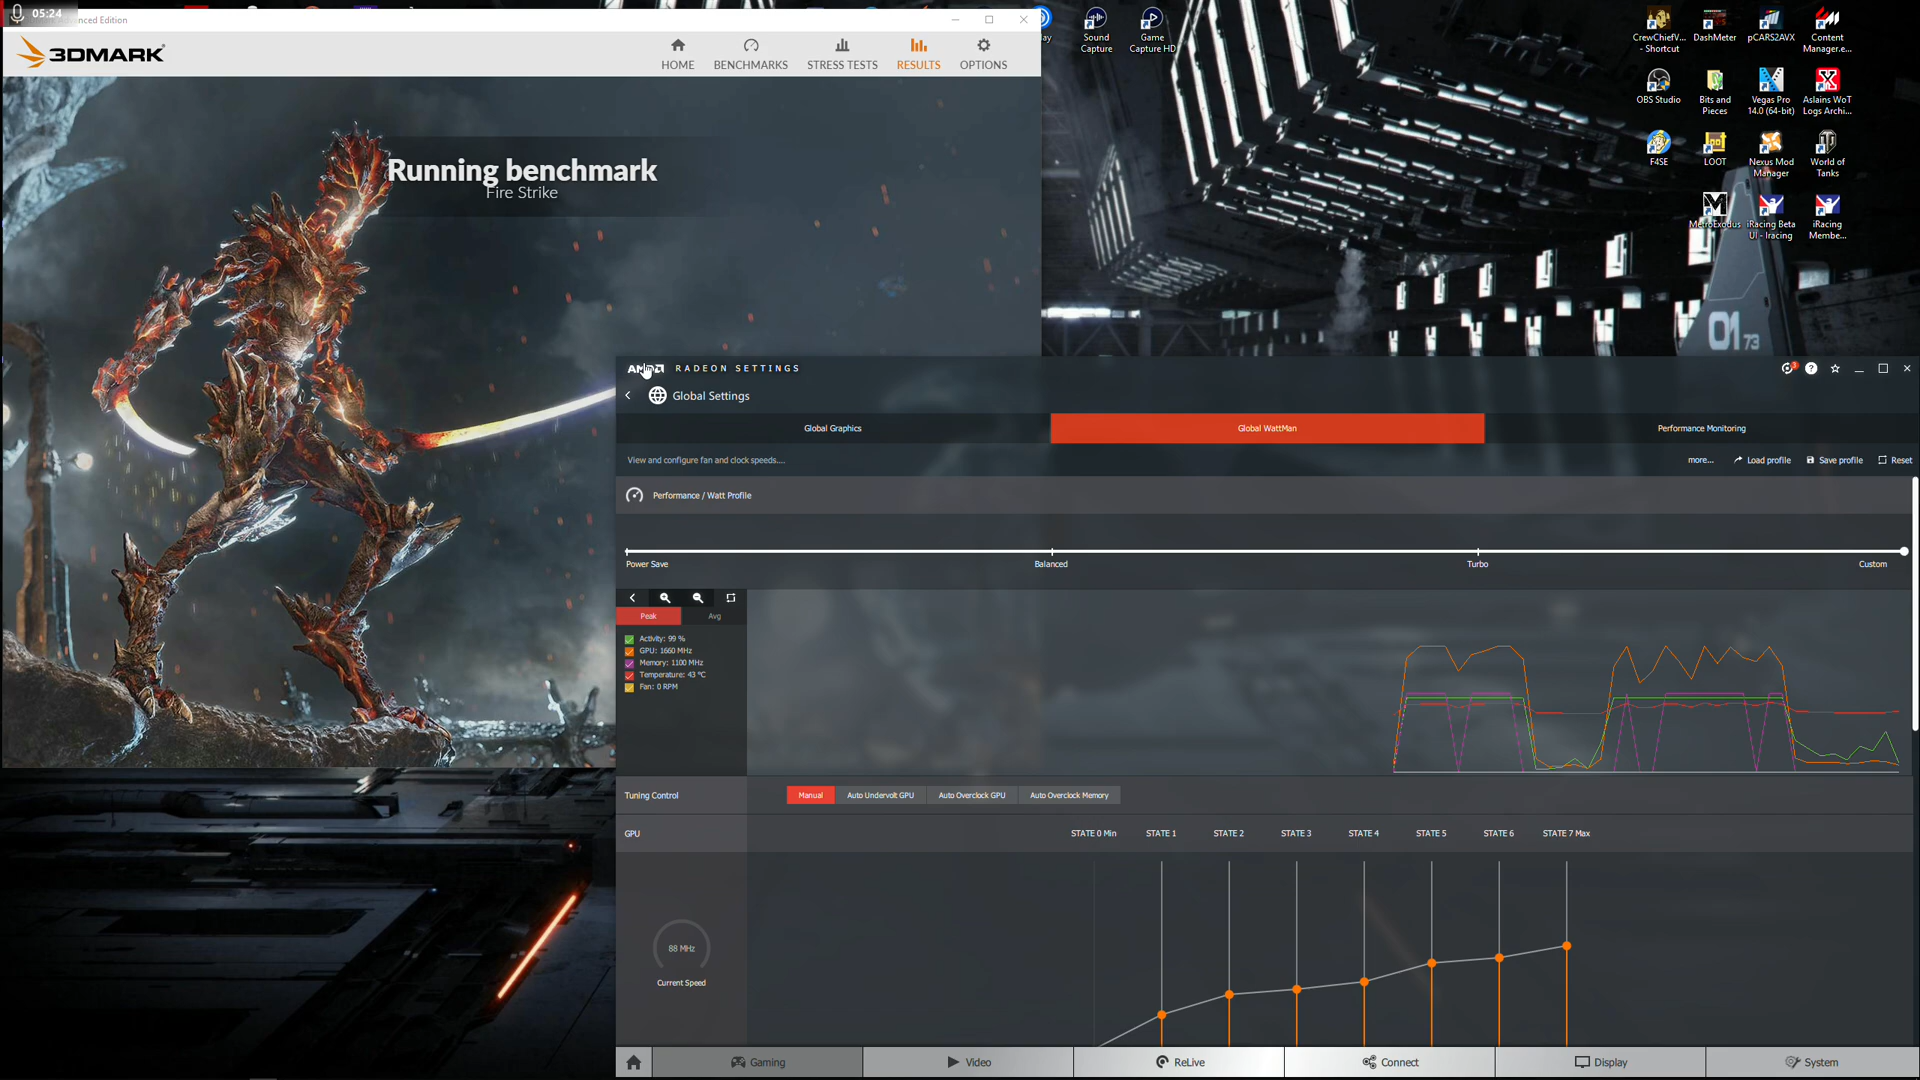 05:24
anced Edition
3DMARK
HOME
BENCHMARKS
STRESS TESTS
RESULTS
OPTIONS
Running benchmark
Fire Strike
lay
Sound
Capture
Game
Capture HD
CrewChiefV...
- Shortcut
DashMeter
pCARS2AVX
Content
Manager.e...
OBS Studio
Bits and
Pieces
Vegas Pro
14.0 (64-bit)
Aslains WoT
Logs Archi...
F4SE
LOOT
Nexus Mod
Manager
World of
Tanks
MetroExodus
iRacing Beta
UI - Iracing
iRacing
Membe...
01 73
AMD RADEON SETTINGS
Global Settings
Global Graphics
Global WattMan
Performance Monitoring
View and configure fan and clock speeds....
more...
Load profile
Save profile
Reset
Performance / Watt Profile
Power Save
Balanced
Turbo
Custom
Peak
Avg
Activity: 99 %
GPU: 1660 MHz
Memory: 1100 MHz
Temperature: 43 °C
Fan: 0 RPM
Tuning Control
Manual
Auto Undervolt GPU
Auto Overclock GPU
Auto Overclock Memory
GPU
STATE 0 Min
STATE 1
STATE 2
STATE 3
STATE 4
STATE 5
STATE 6
STATE 7 Max
88 MHz
Current Speed
Gaming
Video
ReLive
Connect
Display
System